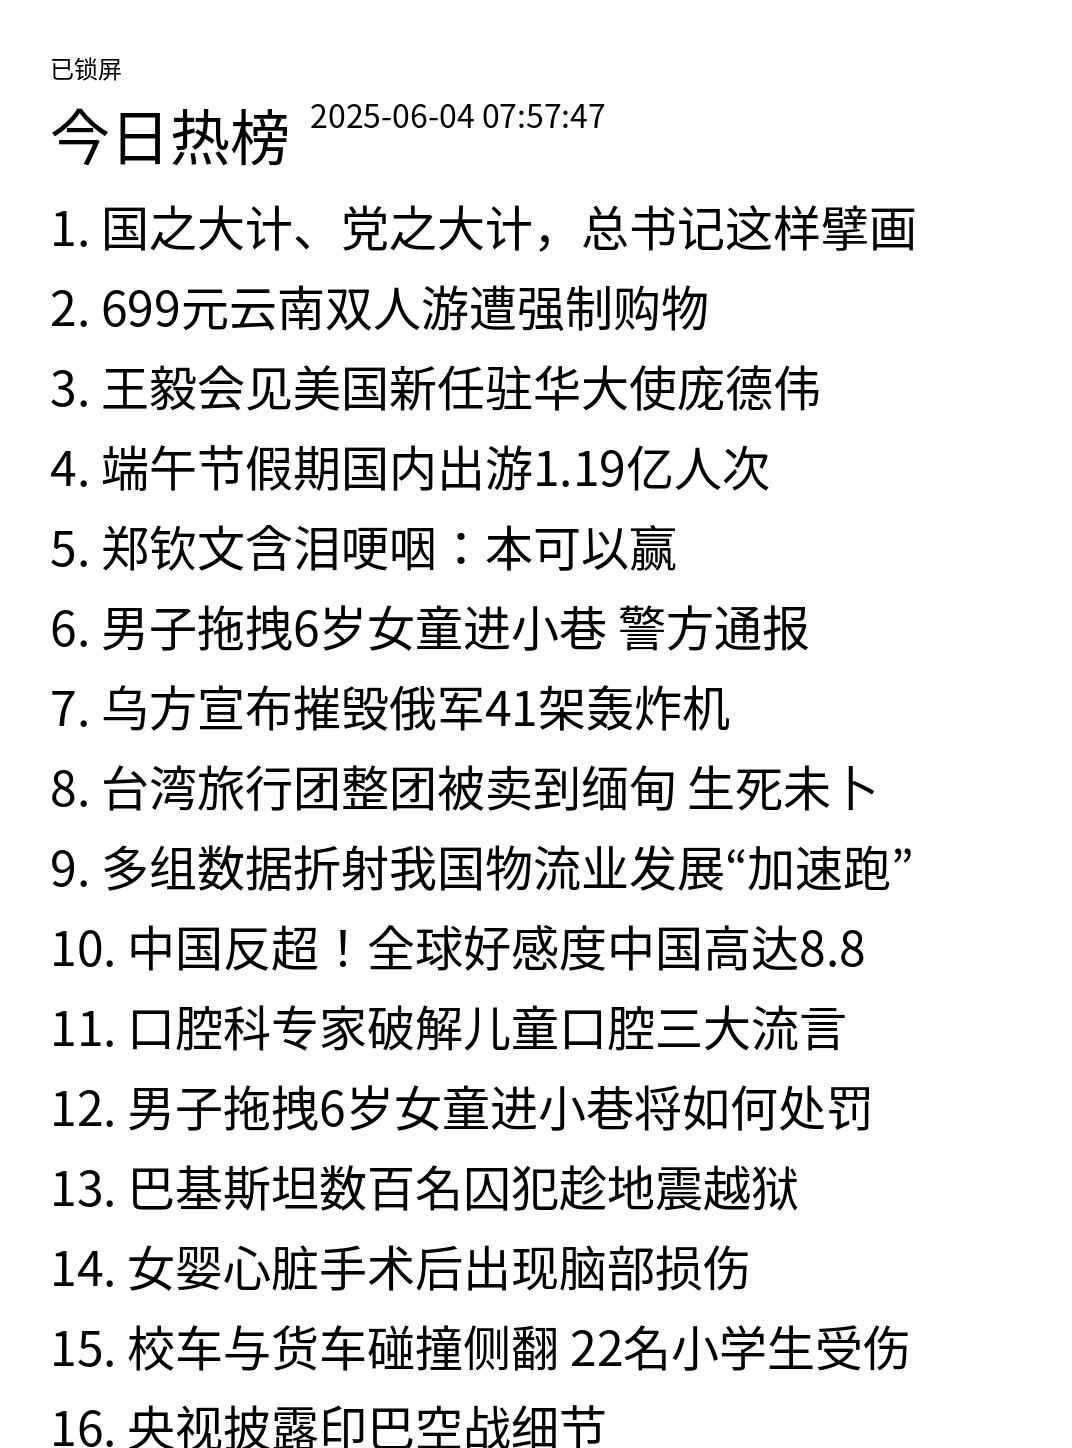 已锁屏
今日热榜 2025-06-04 07:57:47
1. 国之大计、党之大计，总书记这样擘画
2. 699元云南双人游遭强制购物
3. 王毅会见美国新任驻华大使庞德伟
4. 端午节假期国内出游1.19亿人次
5. 郑钦文含泪哽咽：本可以赢
6. 男子拖拽6岁女童进小巷 警方通报
7. 乌方宣布摧毁俄军41架轰炸机
8. 台湾旅行团整团被卖到缅甸 生死未卜
9. 多组数据折射我国物流业发展“加速跑”
10. 中国反超！全球好感度中国高达8.8
11. 口腔科专家破解儿童口腔三大流言
12. 男子拖拽6岁女童进小巷将如何处罚
13. 巴基斯坦数百名囚犯趁地震越狱
14. 女婴心脏手术后出现脑部损伤
15. 校车与货车碰撞侧翻 22名小学生受伤
16. 央视披露印巴空战细节